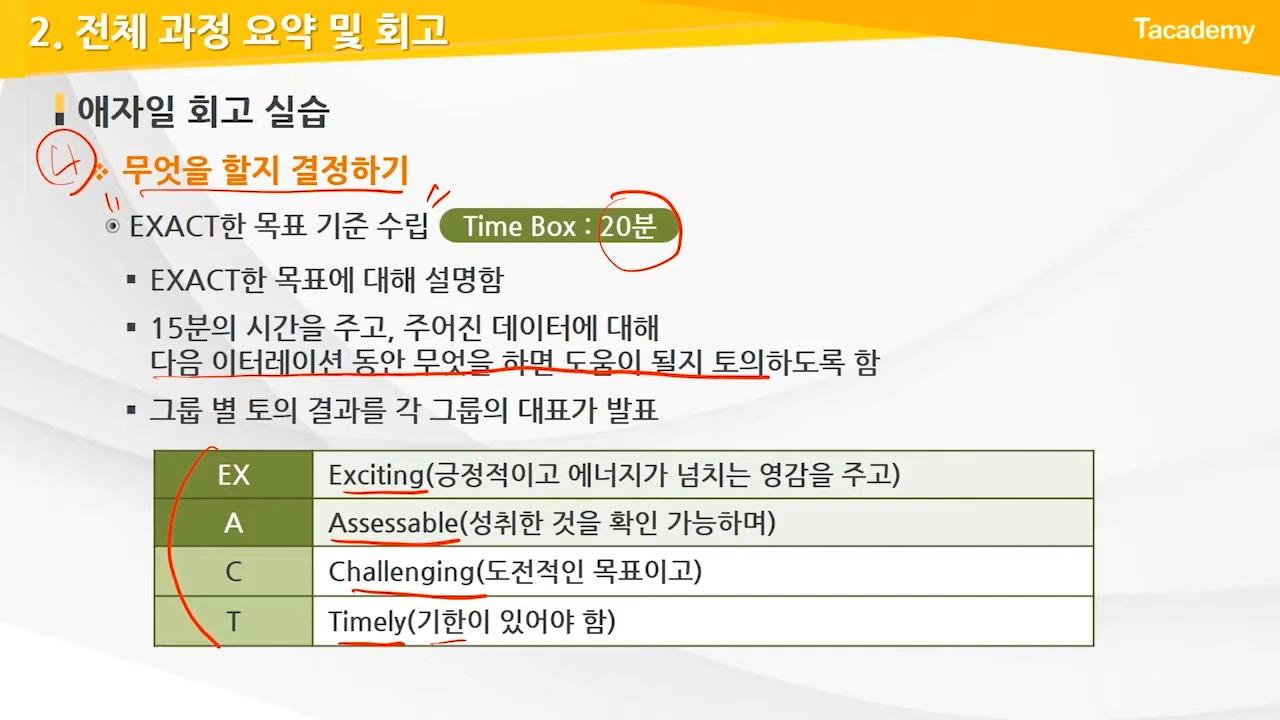 2. 전체 과정 요약 및 회고
Tacademy
애자일 회고 실습
4
무엇을 할지 결정하기
" EXACT한 목표 기준 수립 "
Time Box : 20분
EXACT한 목표에 대해 설명함
15분의 시간을 주고, 주어진 데이터에 대해
다음 이터레이션 동안 무엇을 하면 도움이 될지 토의하도록 함
그룹 별 토의 결과를 각 그룹의 대표가 발표
EX Exciting(긍정적이고 에너지가 넘치는 영감을 주고)
A Assessable(성취한 것을 확인 가능하며)
C Challenging(도전적인 목표이고)
T Timely(기한이 있어야 함)